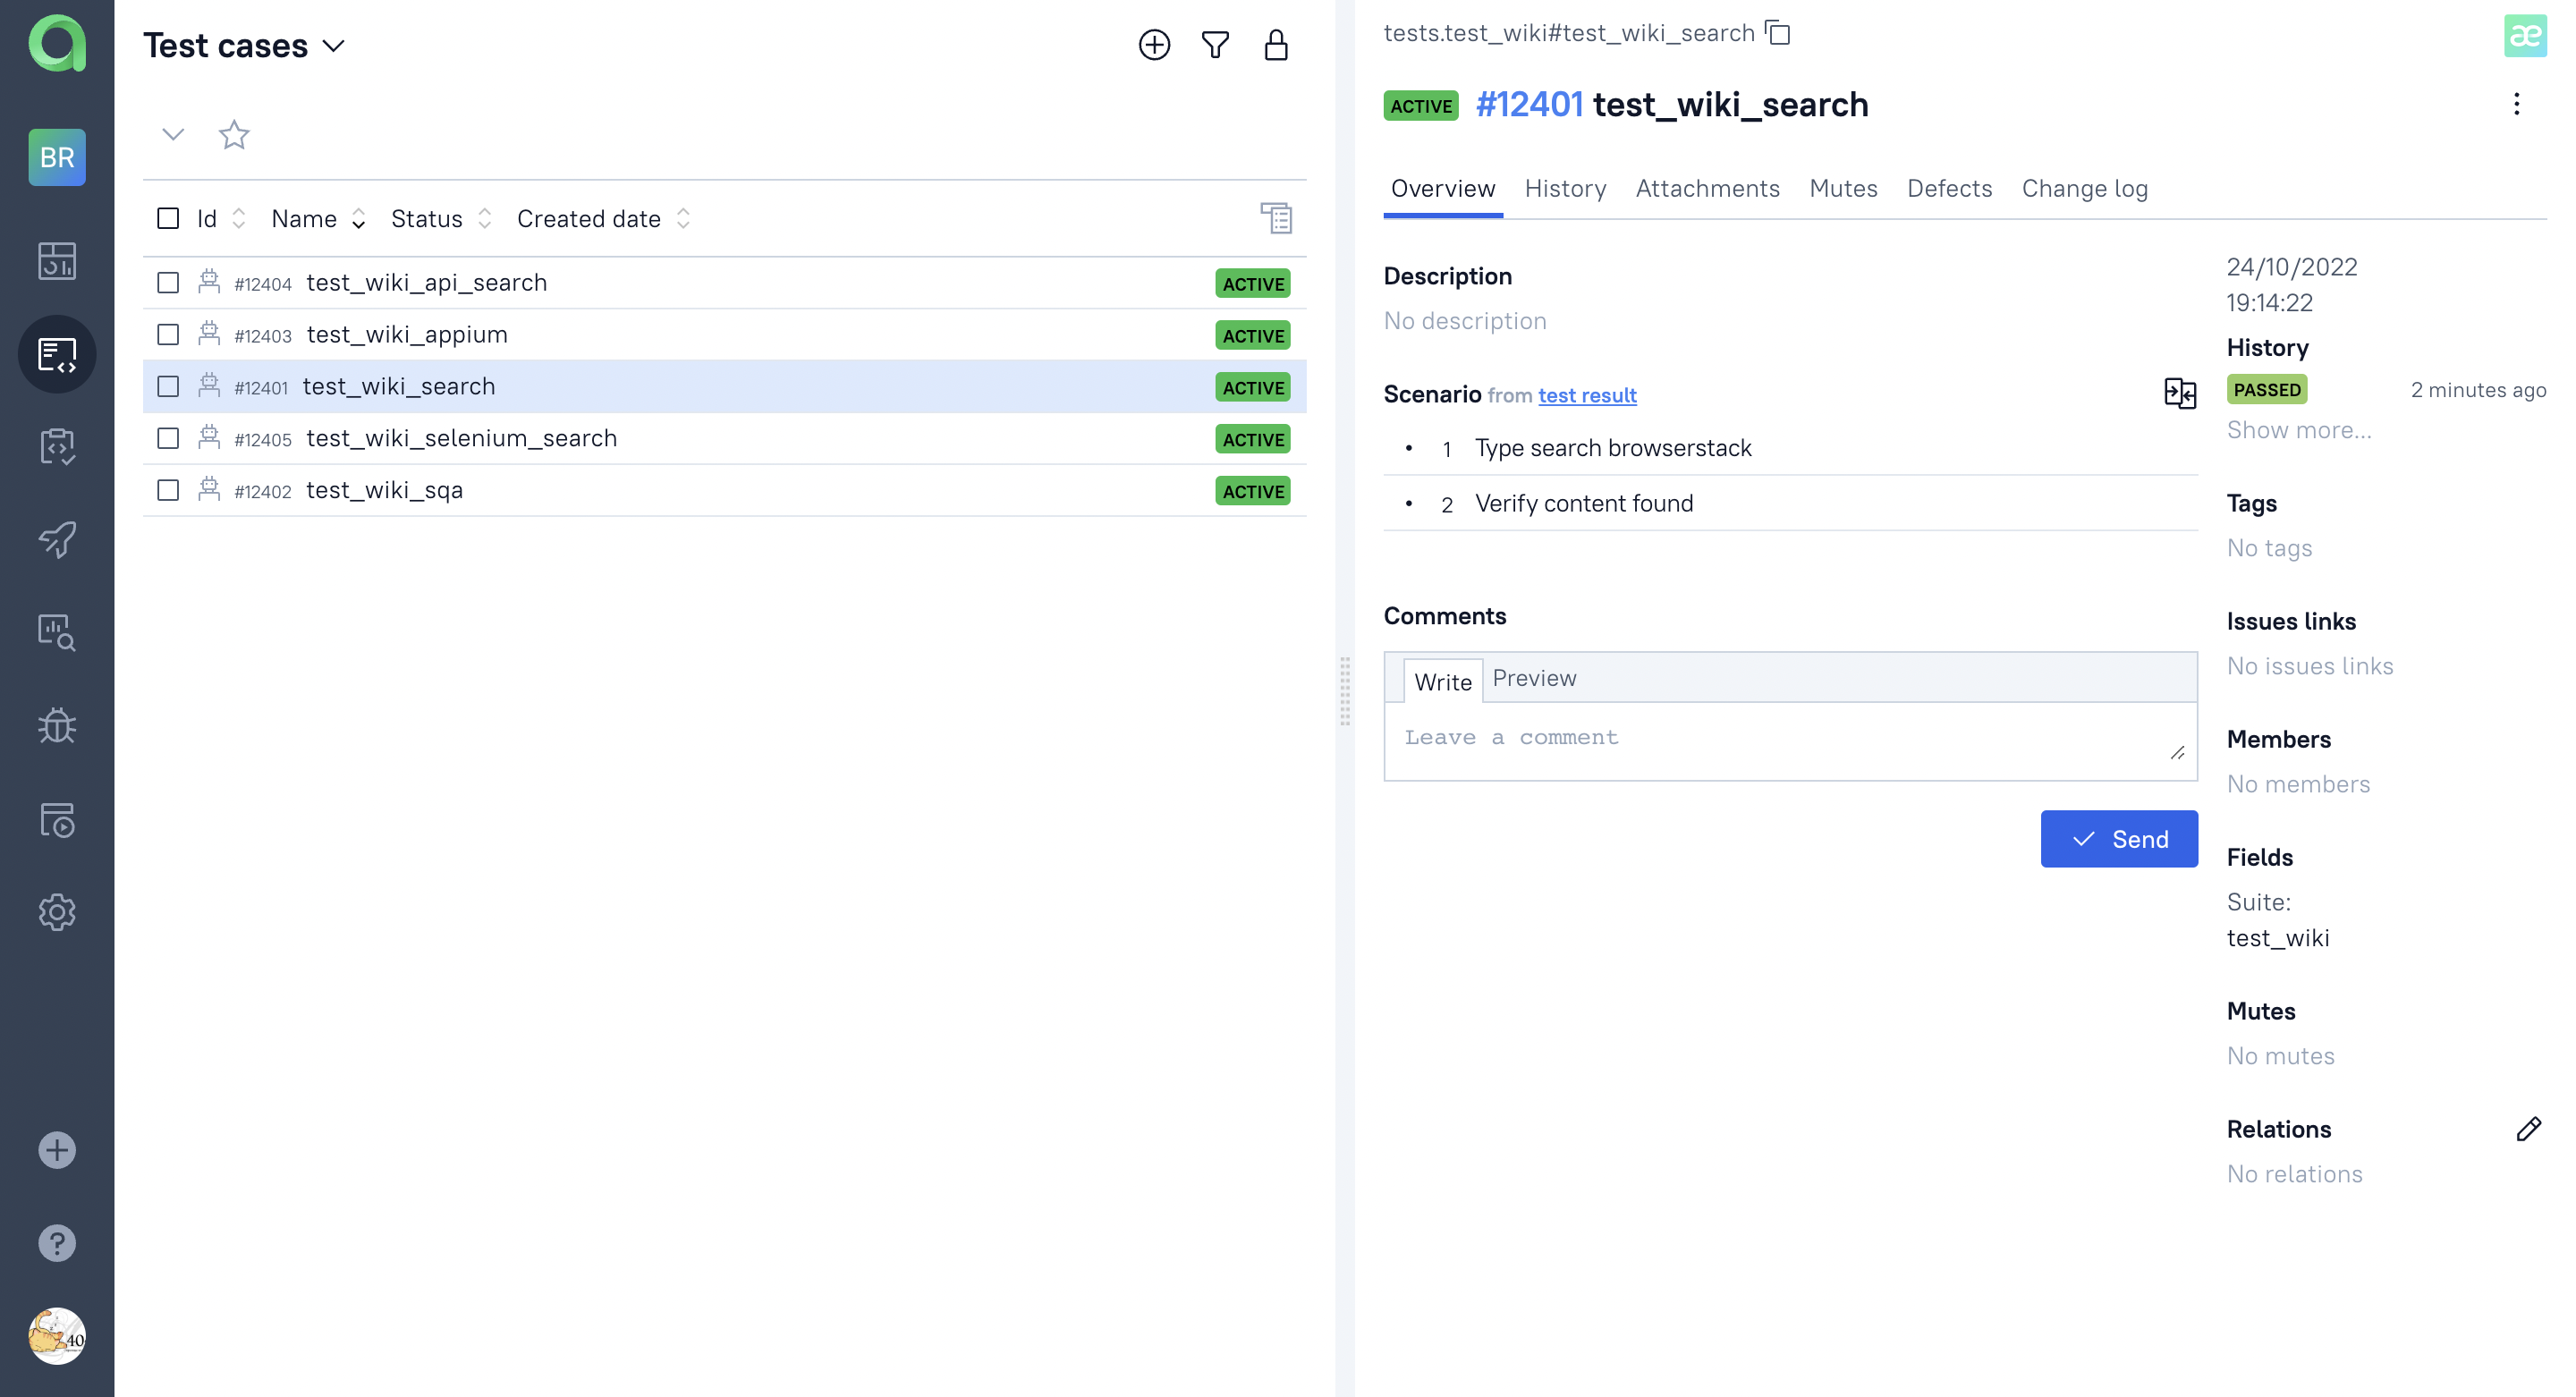 BR
40
Test cases
Id Name Status Created date
#12404 test_wiki_api_search ACTIVE
#12403 test_wiki_appium ACTIVE
#12401 test_wiki_search ACTIVE
#12405 test_wiki_selenium_search ACTIVE
#12402 test_wiki_sqa ACTIVE
tests.test_wiki#test_wiki_search
æ
ACTIVE #12401 test_wiki_search
Overview History Attachments Mutes Defects Change log
Description
No description
Scenario from test result
• 1 Type search browserstack
• 2 Verify content found
Comments
Write Preview
Leave a comment
Send
24/10/2022
19:14:22
History
PASSED 2 minutes ago
Show more...
Tags
No tags
Issues links
No issues links
Members
No members
Fields
Suite:
test_wiki
Mutes
No mutes
Relations
No relations